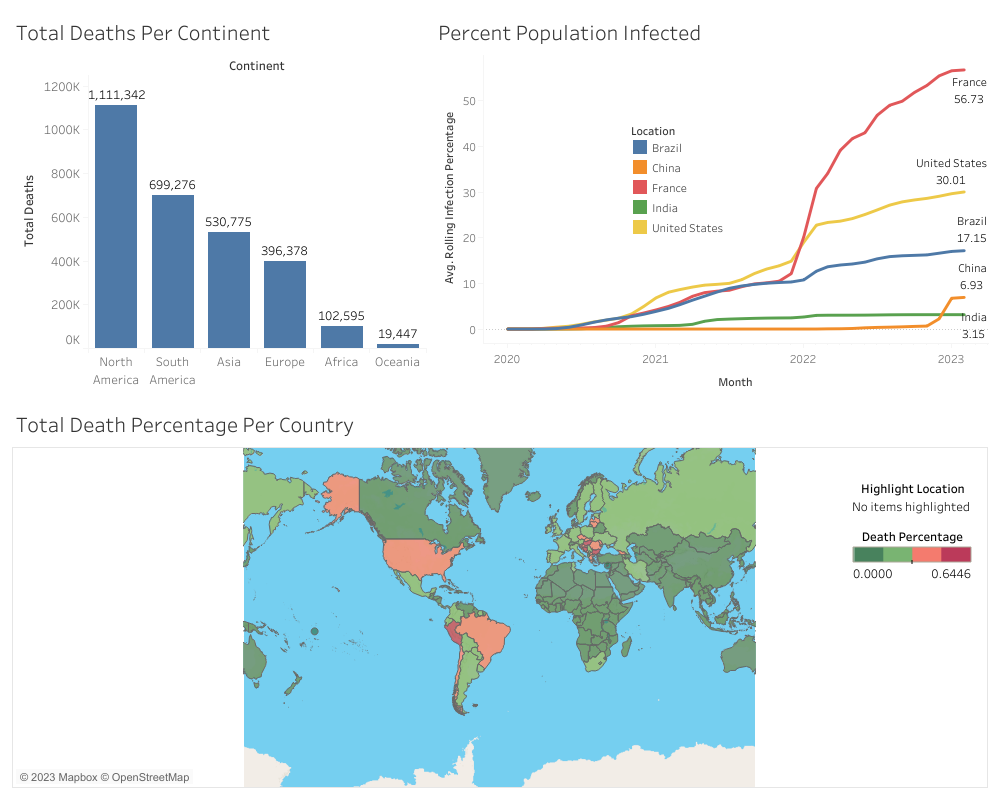 Total Deaths Per Continent
Continent
1200K
1000K
800K
600K
400K
200K
0K
Total Deaths
1,111,342
699,276
530,775
396,378
102,595
19,447
North America
South America
Asia
Europe
Africa
Oceania
Percent Population Infected
Avg. Rolling Infection Percentage
50
40
30
20
10
0
Location
Brazil
China
France
India
United States
France
56.73
United States
30.01
Brazil
17.15
China
6.93
India
3.15
2020
2021
2022
2023
Month
Total Death Percentage Per Country
Highlight Location
No items highlighted
Death Percentage
0.0000
0.6446
© 2023 Mapbox © OpenStreetMap